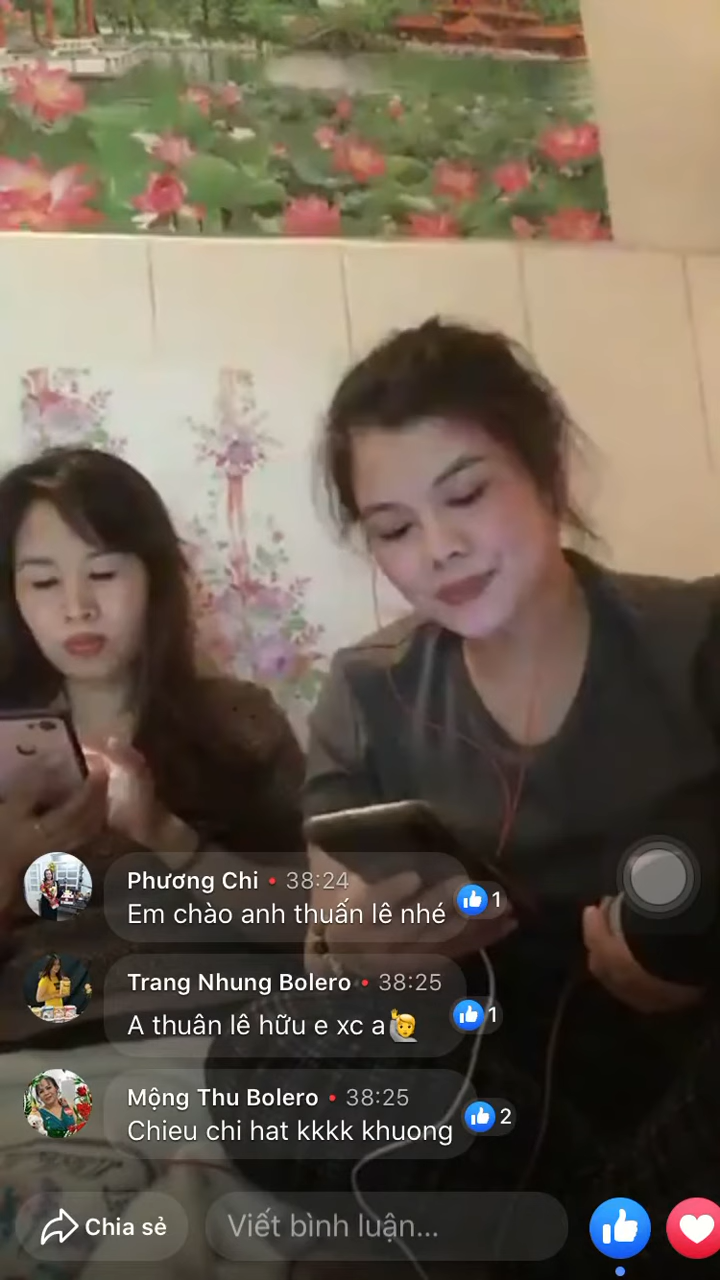 Phương Chi • 38:24
Em chào anh thuấn lê nhé
1
Trang Nhung Bolero • 38:25
A thuân lê hữu e xc a🙋‍♂️
1
Mộng Thu Bolero • 38:25
Chieu chi hat kkkk khuong
2
Chia sẻ
Viết bình luận...